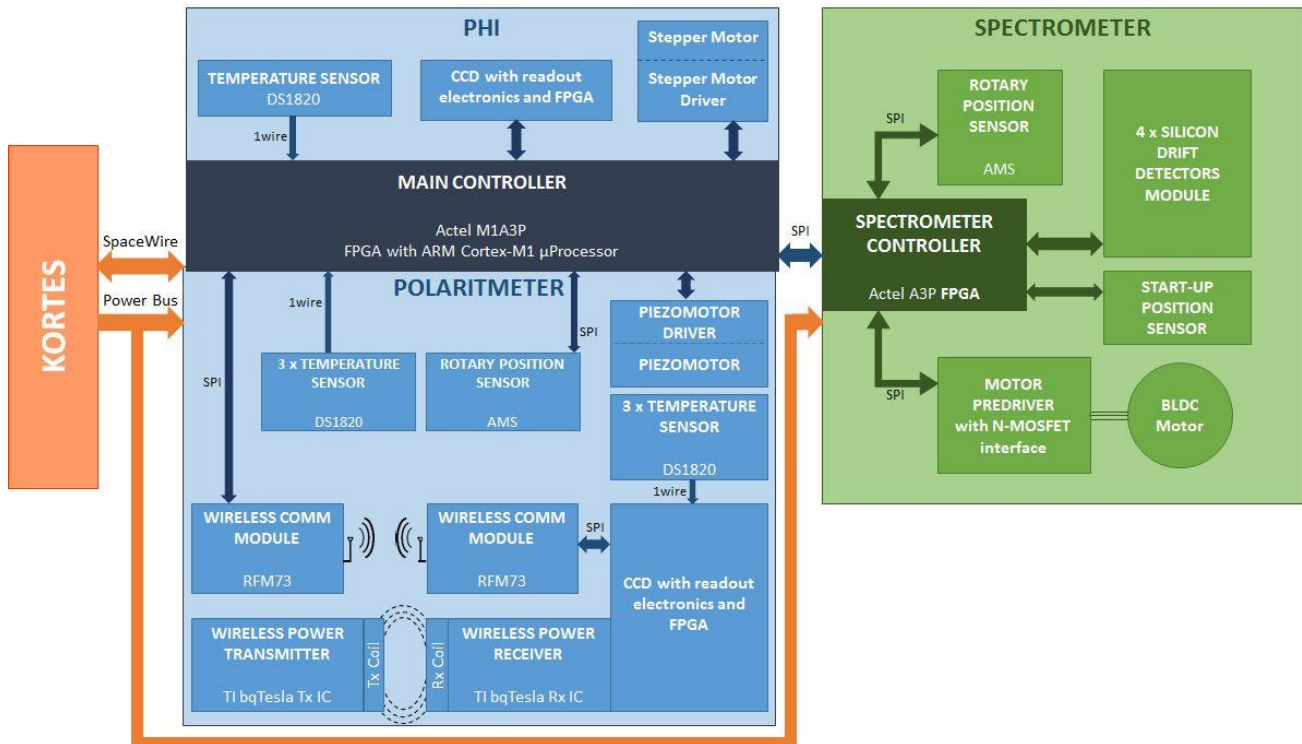 PHI
TEMPERATURE SENSOR
DS1820
1wire
CCD with readout
electronics and FPGA
Stepper Motor
Stepper Motor
Driver
MAIN CONTROLLER
Actel M1A3P
FPGA with ARM Cortex-M1 µProcessor
KORTES
SpaceWire
Power Bus
POLARITMETER
SPI
1wire
3 x TEMPERATURE
SENSOR
DS1820
SPI
ROTARY POSITION
SENSOR
AMS
PIEZOMOTOR
DRIVER
PIEZOMOTOR
3 x TEMPERATURE
SENSOR
DS1820
1wire
WIRELESS COMM
MODULE
RFM73
WIRELESS COMM
MODULE
RFM73
SPI
CCD with readout
electronics and
FPGA
WIRELESS POWER
TRANSMITTER
TI bqTesla Tx IC
Tx Coil
Rx Coil
WIRELESS POWER
RECEIVER
TI bqTesla Rx IC
SPI
SPECTROMETER
SPI
ROTARY
POSITION
SENSOR
AMS
4 x SILICON
DRIFT
DETECTORS
MODULE
SPECTROMETER
CONTROLLER
Actel A3P FPGA
START-UP
POSITION
SENSOR
SPI
MOTOR
PREDRIVER
with N-MOSFET
interface
BLDC
Motor